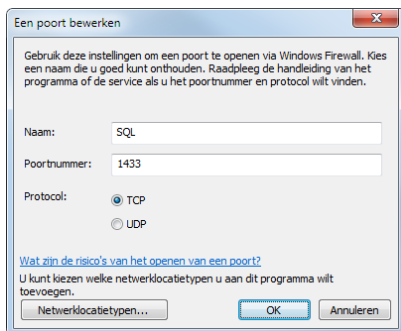 Een poort bewerken
Gebruik deze instellingen om een poort te openen via Windows Firewall. Kies
een naam die u goed kunt onthouden. Raadpleeg de handleiding van het
programma of de service als u het poortnummer en protocol wilt vinden.
Naam: SQL
Poortnummer: 1433
Protocol: TCP
UDP
Wat zijn de risico's van het openen van een poort?
U kunt kiezen welke netwerklocatietypen u aan dit programma wilt
toevoegen.
Netwerklocatietypen... OK Annuleren